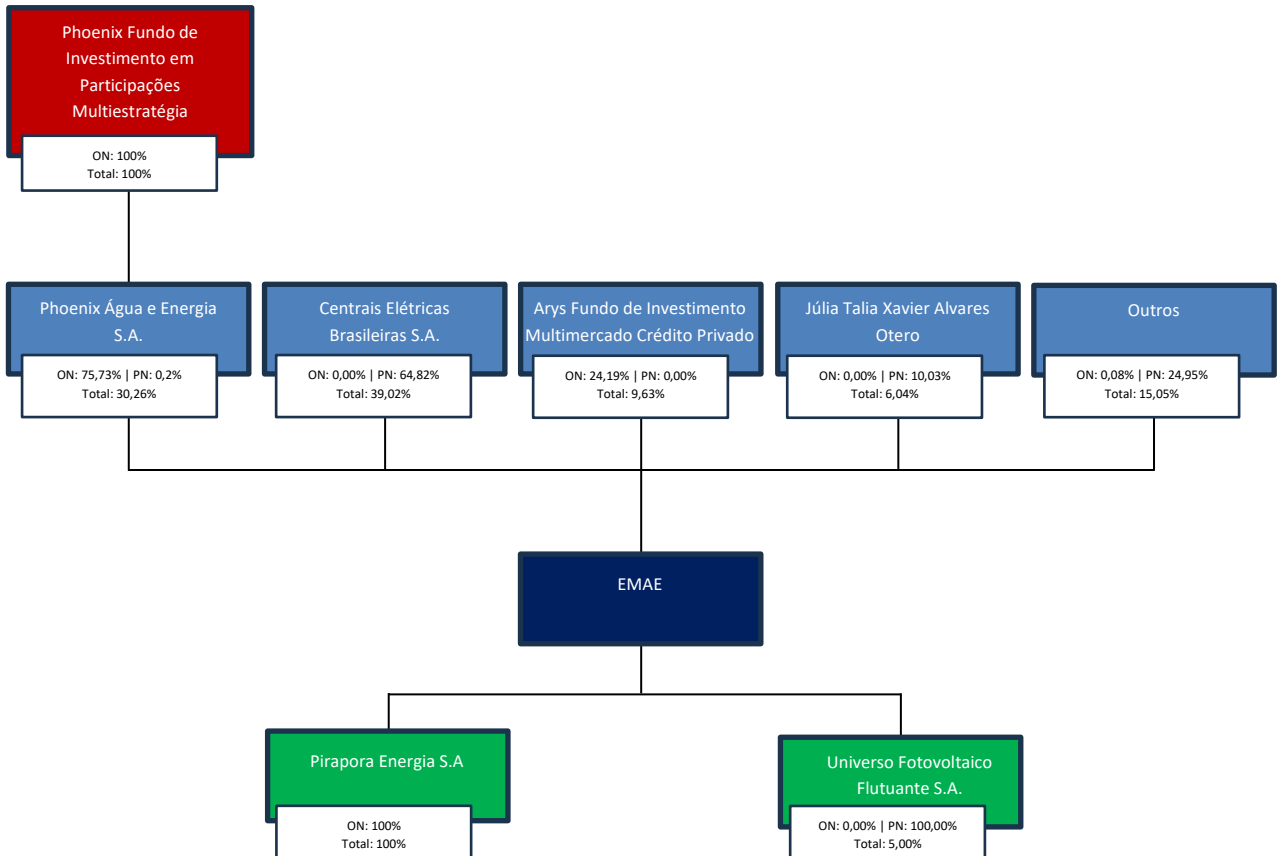 Phoenix Fundo de
Investimento em
Participações
Multiestratégia
ON: 100%
Total: 100%
Phoenix Água e Energia
S.A.
ON: 75,73% | PN: 0,2%
Total: 30,26%
Centrais Elétricas
Brasileiras S.A.
ON: 0,00% | PN: 64,82%
Total: 39,02%
Arys Fundo de Investimento
Multimercado Crédito Privado
ON: 24,19% | PN: 0,00%
Total: 9,63%
Júlia Talia Xavier Alvares
Otero
ON: 0,00% | PN: 10,03%
Total: 6,04%
Outros
ON: 0,08% | PN: 24,95%
Total: 15,05%
EMAE
Pirapora Energia S.A
ON: 100%
Total: 100%
Universo Fotovoltaico
Flutuante S.A.
ON: 0,00% | PN: 100,00%
Total: 5,00%